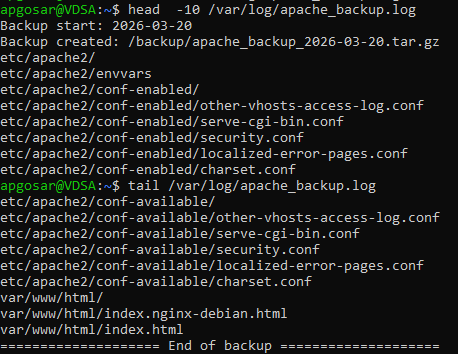 apgosar@VDSA:~$ head  -10 /var/log/apache_backup.log
Backup start: 2026-03-20
Backup created: /backup/apache_backup_2026-03-20.tar.gz
etc/apache2/
etc/apache2/envvars
etc/apache2/conf-enabled/
etc/apache2/conf-enabled/other-vhosts-access-log.conf
etc/apache2/conf-enabled/serve-cgi-bin.conf
etc/apache2/conf-enabled/security.conf
etc/apache2/conf-enabled/localized-error-pages.conf
etc/apache2/conf-enabled/charset.conf
apgosar@VDSA:~$ tail /var/log/apache_backup.log
etc/apache2/conf-available/
etc/apache2/conf-available/other-vhosts-access-log.conf
etc/apache2/conf-available/serve-cgi-bin.conf
etc/apache2/conf-available/security.conf
etc/apache2/conf-available/localized-error-pages.conf
etc/apache2/conf-available/charset.conf
var/www/html/
var/www/html/index.nginx-debian.html
var/www/html/index.html
==================== End of backup ====================